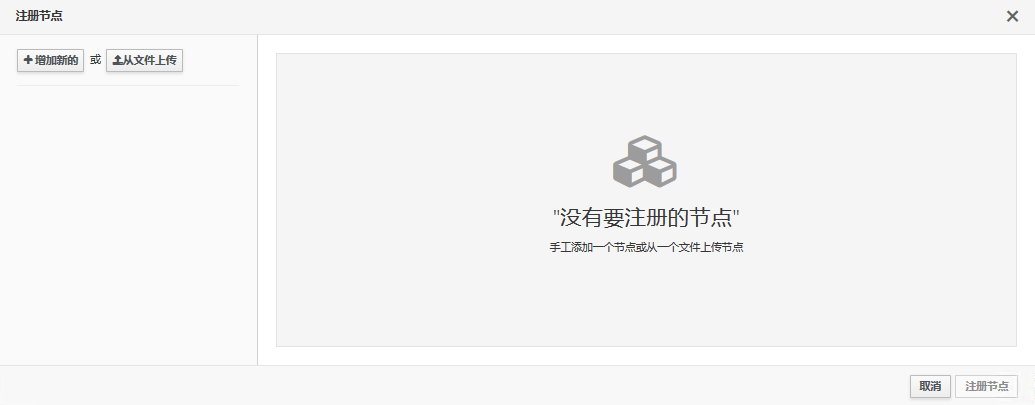 注册节点
增加新的 或 从文件上传
"没有要注册的节点"
手工添加一个节点或从一个文件上传节点
取消 注册节点